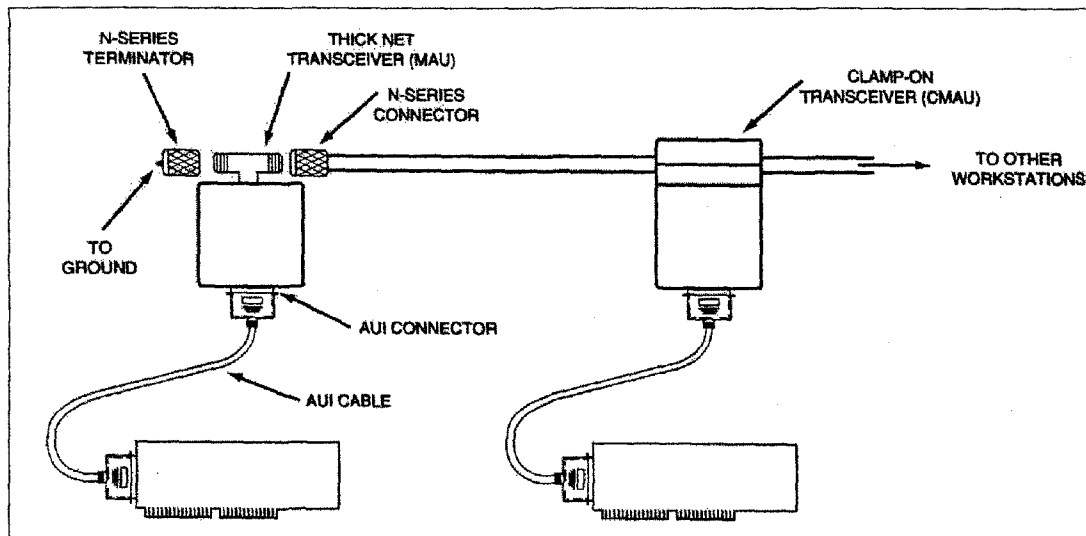 N-SERIES
TERMINATOR
THICK NET
TRANSCEIVER (MAU)
N-SERIES
CONNECTOR
CLAMP-ON
TRANSCEIVER (CMAU)
TO OTHER
WORKSTATIONS
TO
GROUND
AUI CONNECTOR
AUI CABLE